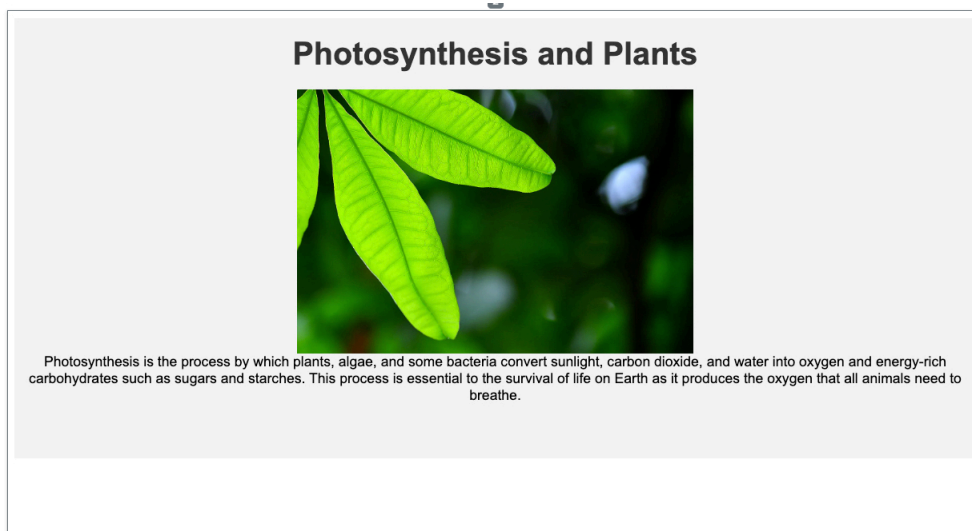 Photosynthesis and Plants
Photosynthesis is the process by which plants, algae, and some bacteria convert sunlight, carbon dioxide, and water into oxygen and energy-rich
carbohydrates such as sugars and starches. This process is essential to the survival of life on Earth as it produces the oxygen that all animals need to
breathe.